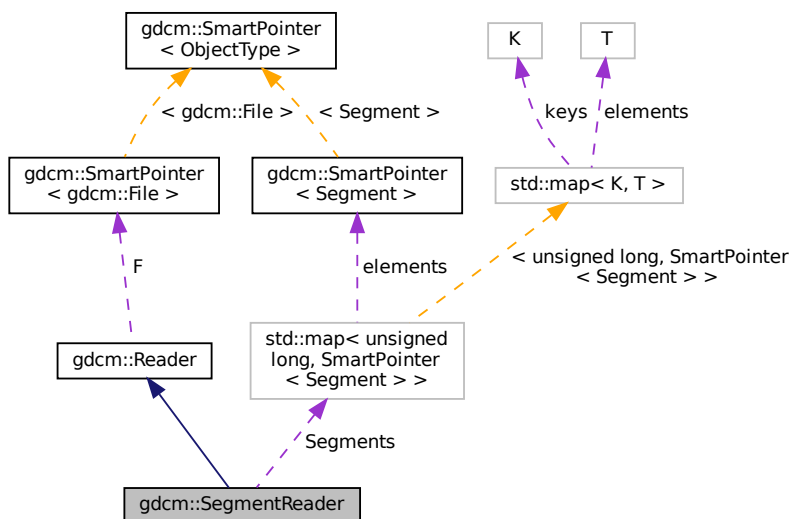 gdcm::SmartPointer
< ObjectType >
K
T
< gdcm::File >
< Segment >
keys
elements
gdcm::SmartPointer
< gdcm::File >
gdcm::SmartPointer
< Segment >
std::map< K, T >
F
elements
< unsigned long, SmartPointer
< Segment > >
gdcm::Reader
std::map< unsigned
long, SmartPointer
< Segment > >
Segments
gdcm::SegmentReader